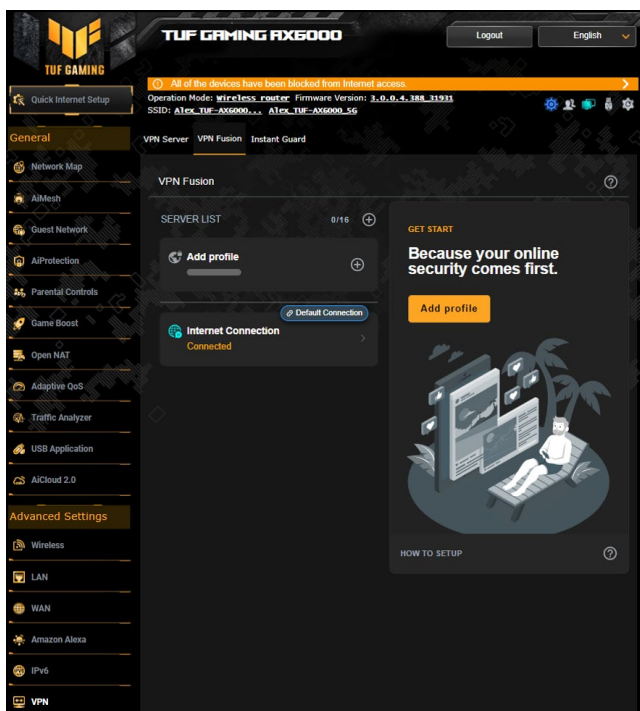 TUF GAMING
TUF GAMING AX6000
Logout
English
All of the devices have been blocked from Internet access.
Quick Internet Setup
Operation Mode: Wireless router Firmware Version: 3.0.0.4.388_31931
SSID: Alex_TUF-AX6000... Alex_TUF-AX6000_5G
General
Network Map
AiMesh
Guest Network
AiProtection
Parental Controls
Game Boost
Open NAT
Adaptive QoS
Traffic Analyzer
USB Application
AiCloud 2.0
Advanced Settings
Wireless
LAN
WAN
Amazon Alexa
IPv6
VPN
VPN Server VPN Fusion Instant Guard
VPN Fusion
SERVER LIST 0/16
Add profile
Default Connection
Internet Connection
Connected
GET START
Because your online
security comes first.
Add profile
HOW TO SETUP